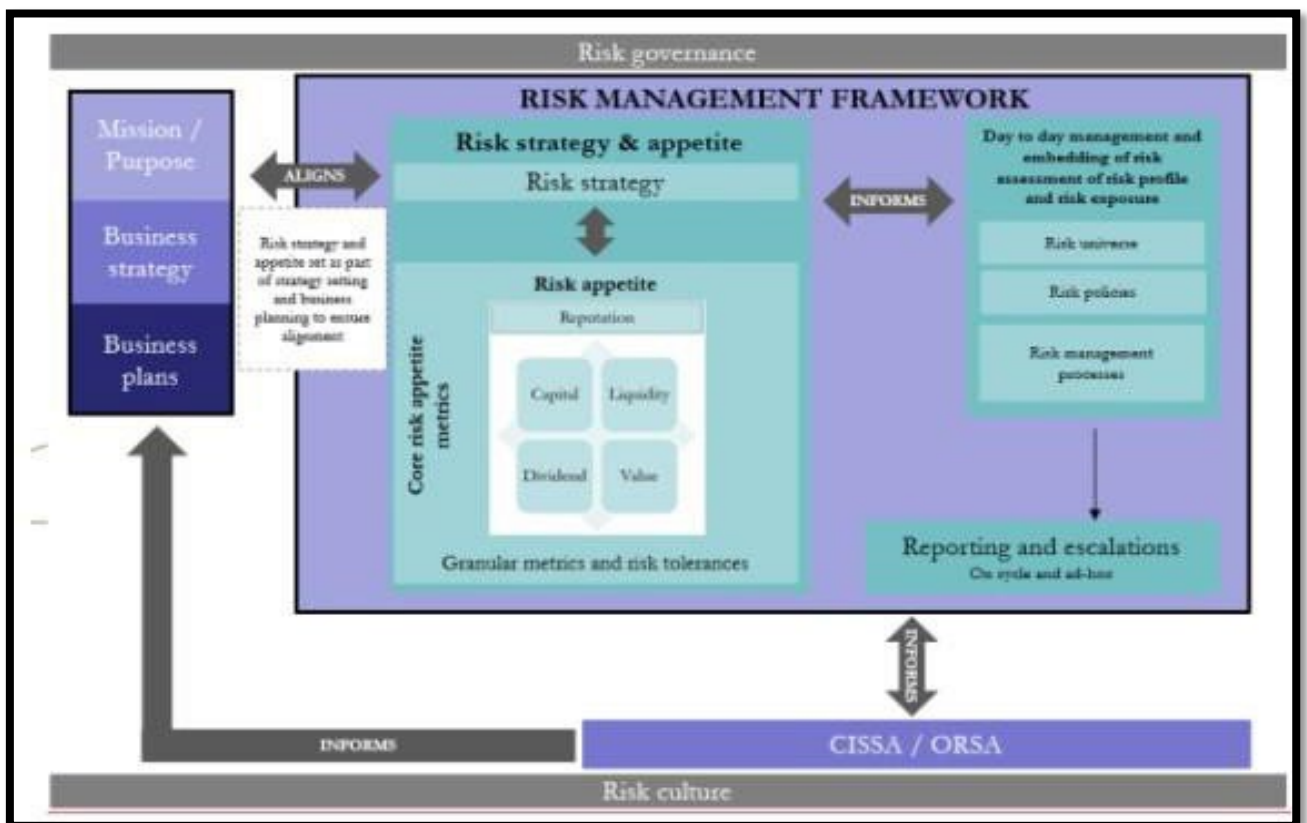 Risk governance
Mission /
Purpose
Business
strategy
Business
plans
ALIGNS
Risk strategy and
appetite set as part
of strategy setting
and business
planning to ensure
alignment
RISK MANAGEMENT FRAMEWORK
Risk strategy & appetite
Risk strategy
Risk appetite
Reputation
Core risk appetite
metrics
Capital
Liquidity
Dividend
Value
Granular metrics and risk tolerances
INFORMS
Day to day management and
embedding of risk
assessment of risk profile
and risk exposure
Risk universe
Risk policies
Risk management
processes
Reporting and escalations
On cycle and ad-hoc
INFORMS
INFORMS
CISSA / ORSA
Risk culture